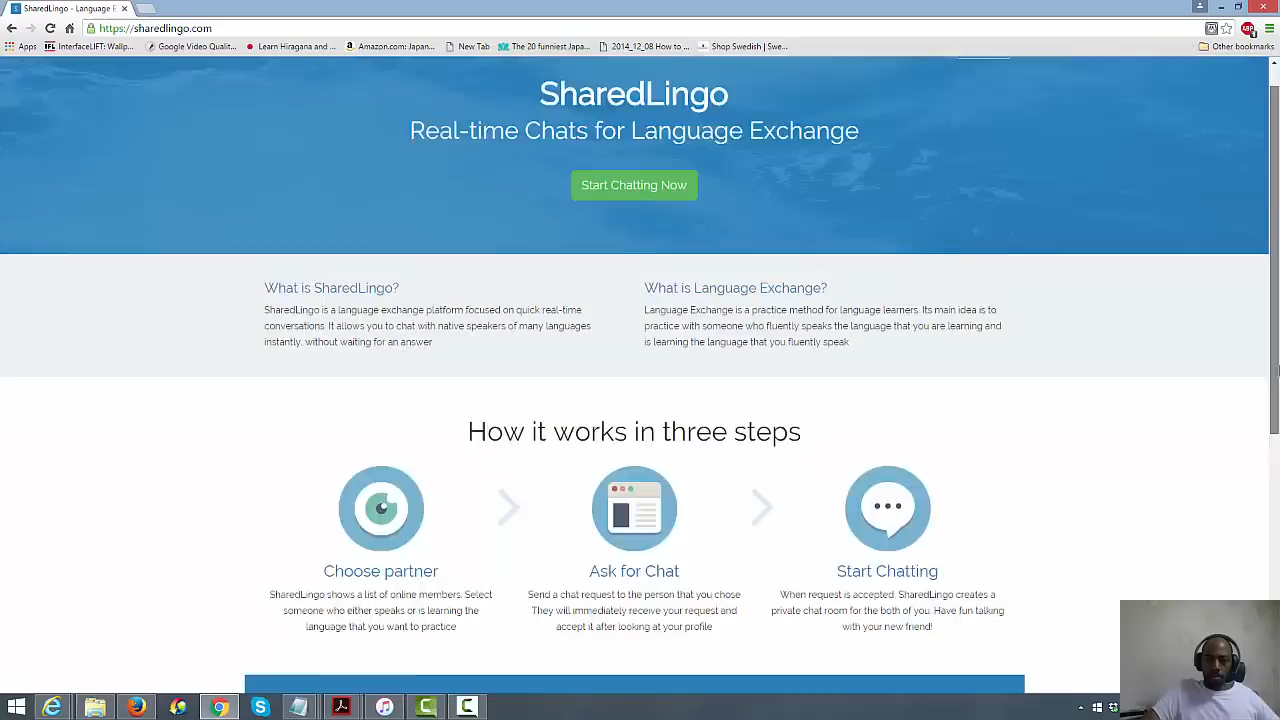 SharedLingo - Language E
https://sharedlingo.com
Apps
InterfaceLIFT: Wallp...
Google Video Qualit...
Learn Hiragana and ...
Amazon.com: Japan...
New Tab
The 20 funniest Japa...
2014_12_08 How to ...
Shop Swedish | Swe...
Other bookmarks
SharedLingo
Real-time Chats for Language Exchange
Start Chatting Now
What is SharedLingo?
SharedLingo is a language exchange platform focused on quick real-time
conversations. It allows you to chat with native speakers of many languages
instantly, without waiting for an answer
What is Language Exchange?
Language Exchange is a practice method for language learners. Its main idea is to
practice with someone who fluently speaks the language that you are learning and
is learning the language that you fluently speak
How it works in three steps
Choose partner
SharedLingo shows a list of online members. Select
someone who either speaks or is learning the
language that you want to practice
Ask for Chat
Send a chat request to the person that you chose
They will immediately receive your request and
accept it after looking at your profile
Start Chatting
When request is accepted, SharedLingo creates a
private chat room for the both of you. Have fun talking
with your new friend!